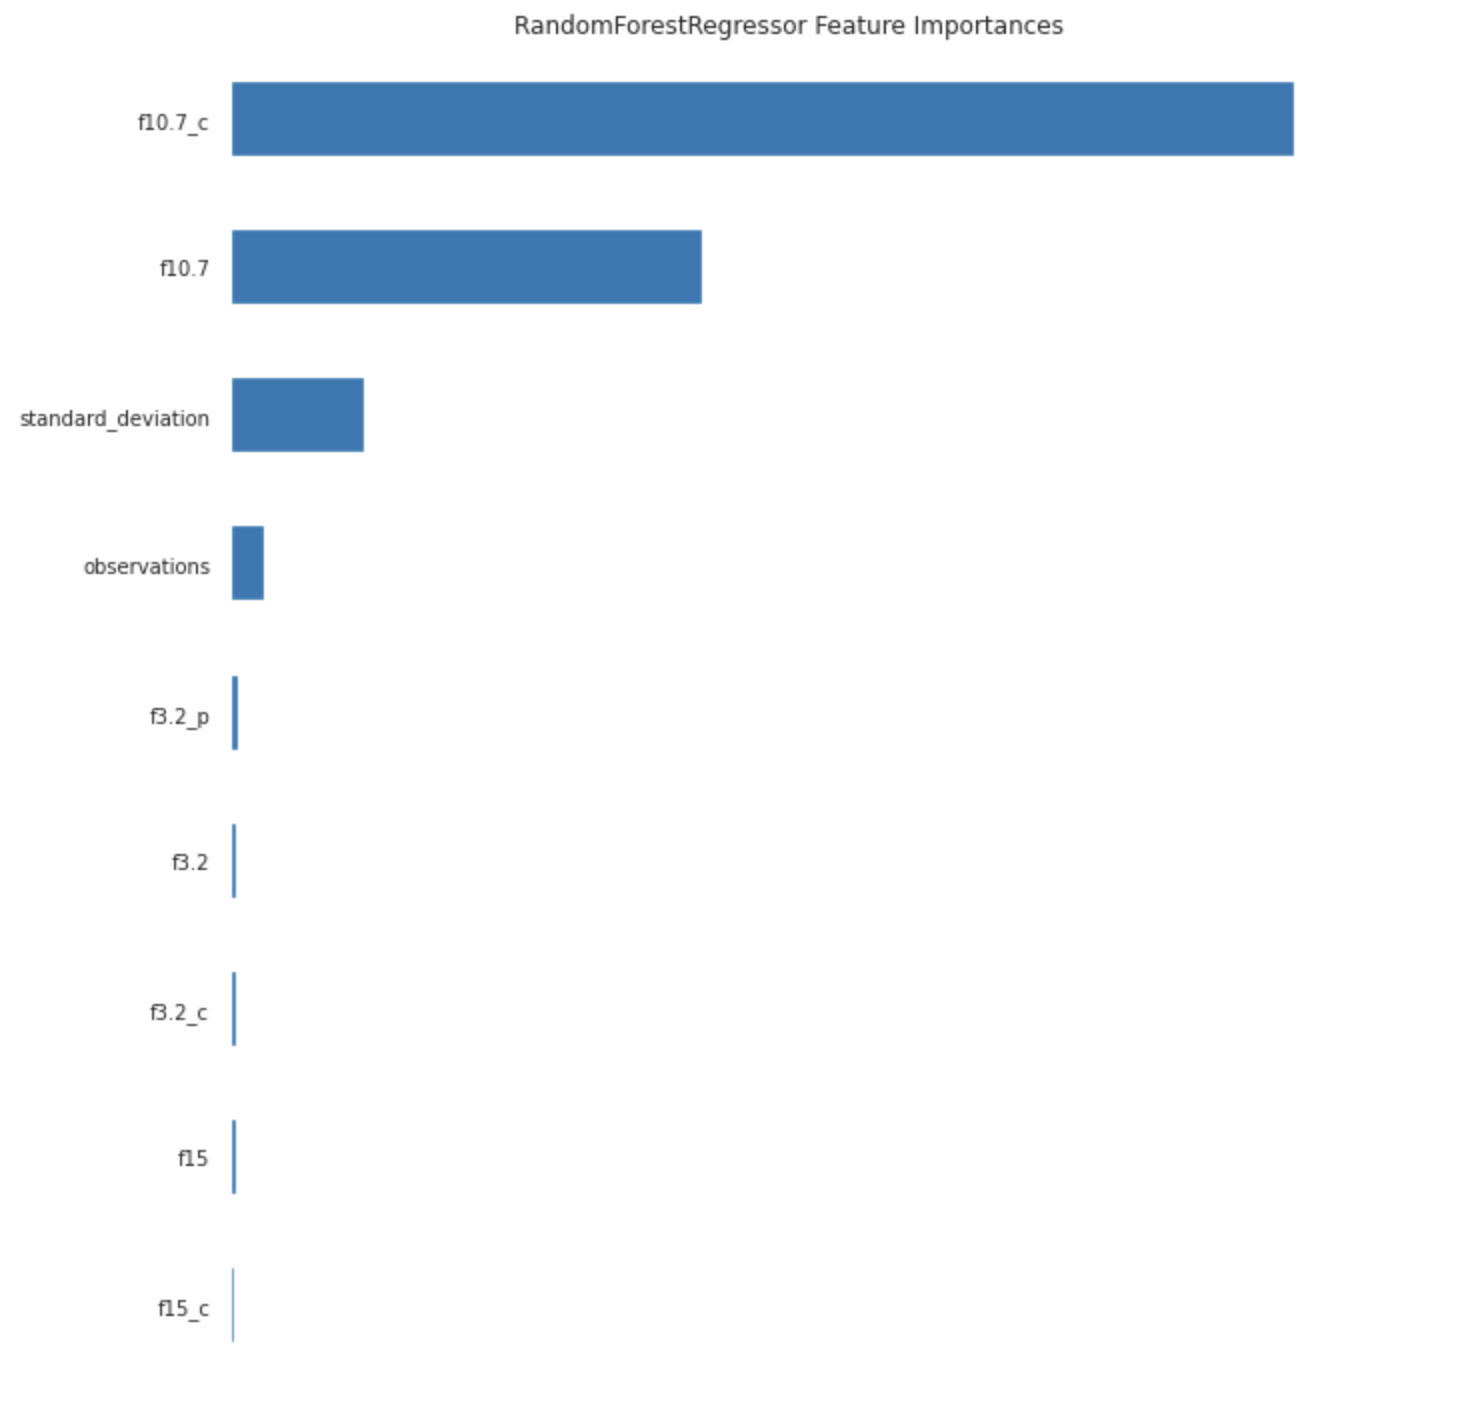 RandomForestRegressor Feature Importances
f10.7_c
f10.7
standard_deviation
observations
f3.2_p
f3.2
f3.2_c
f15
f15_c